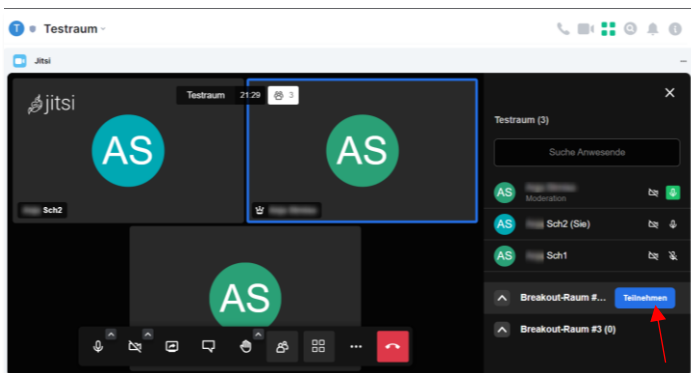 T Testraum
Jitsi
jitsi
Testraum 21:29 3
AS
AS
Sch2
AS
Testraum (3)
Suche Anwesende
AS
Moderation
AS Sch2 (Sie)
AS Sch1
Breakout-Raum #... Teilnehmen
Breakout-Raum #3 (0)